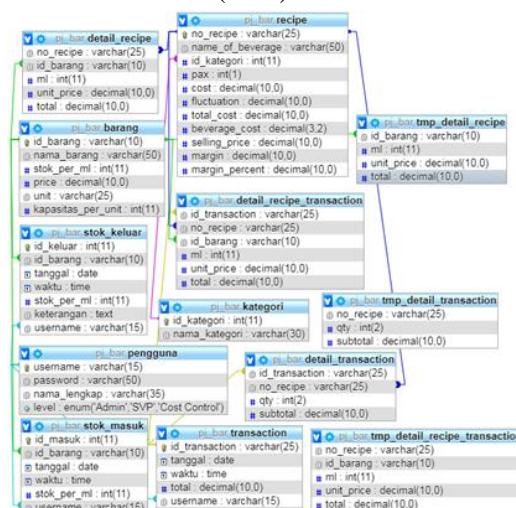 pj_bar.detail_recipe
no_recipe : varchar(25)
id_barang : varchar(10)
ml : int(11)
unit_price : decimal(10,0)
total : decimal(10,0)
pj_bar.barang
id_barang : varchar(10)
nama_barang : varchar(50)
stok_per_ml : int(11)
price : decimal(10,0)
unit : varchar(25)
kapasitas_per_unit : int(11)
pj_bar.stok_keluar
id_keluar : int(11)
id_barang : varchar(10)
tanggal : date
waktu : time
stok_per_ml : int(11)
keterangan : text
username : varchar(15)
pj_bar.pengguna
username : varchar(15)
password : varchar(50)
nama_lengkap : varchar(35)
level : enum('Admin','SVP','Cost Control')
pj_bar.stok_masuk
id_masuk : int(11)
id_barang : varchar(10)
tanggal : date
waktu : time
stok_per_ml : int(11)
username : varchar(15)
pj_bar.recipe
no_recipe : varchar(25)
name_of_beverage : varchar(50)
id_kategori : int(11)
pax : int(1)
cost : decimal(10,0)
fluctuation : decimal(10,0)
total_cost : decimal(10,0)
beverage_cost : decimal(3,2)
selling_price : decimal(10,0)
margin : decimal(10,0)
margin_percent : decimal(10,0)
pj_bar.detail_recipe_transaction
id_transaction : varchar(25)
no_recipe : varchar(25)
id_barang : varchar(10)
ml : int(11)
unit_price : decimal(10,0)
total : decimal(10,0)
pj_bar.kategori
id_kategori : int(11)
nama_kategori : varchar(30)
pj_bar.transaction
id_transaction : varchar(25)
tanggal : date
waktu : time
total : decimal(10,0)
username : varchar(15)
pj_bar.tmp_detail_recipe
id_barang : varchar(10)
ml : int(11)
unit_price : decimal(10,0)
total : decimal(10,0)
pj_bar.tmp_detail_transaction
no_recipe : varchar(25)
qty : int(2)
subtotal : decimal(10,0)
pj_bar.detail_transaction
id_transaction : varchar(25)
no_recipe : varchar(25)
qty : int(2)
subtotal : decimal(10,0)
pj_bar.tmp_detail_recipe_transaction
no_recipe : varchar(25)
id_barang : varchar(10)
ml : int(11)
unit_price : decimal(10,0)
total : decimal(10,0)